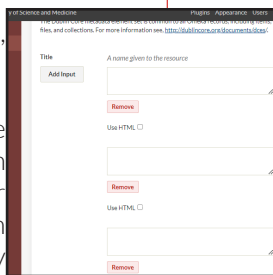 y of Science and Medicine Plugins Appearance Users
The Dublin Core metadata element set is common to all Omeka records, including items,
files, and collections. For more information see, http://dublincore.org/documents/dces/.
Title
A name given to the resource
Add Input
Remove
Use HTML
Remove
Use HTML
Remove